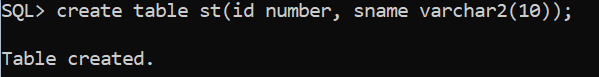 SQL> create table st(id number, sname varchar2(10));
Table created.